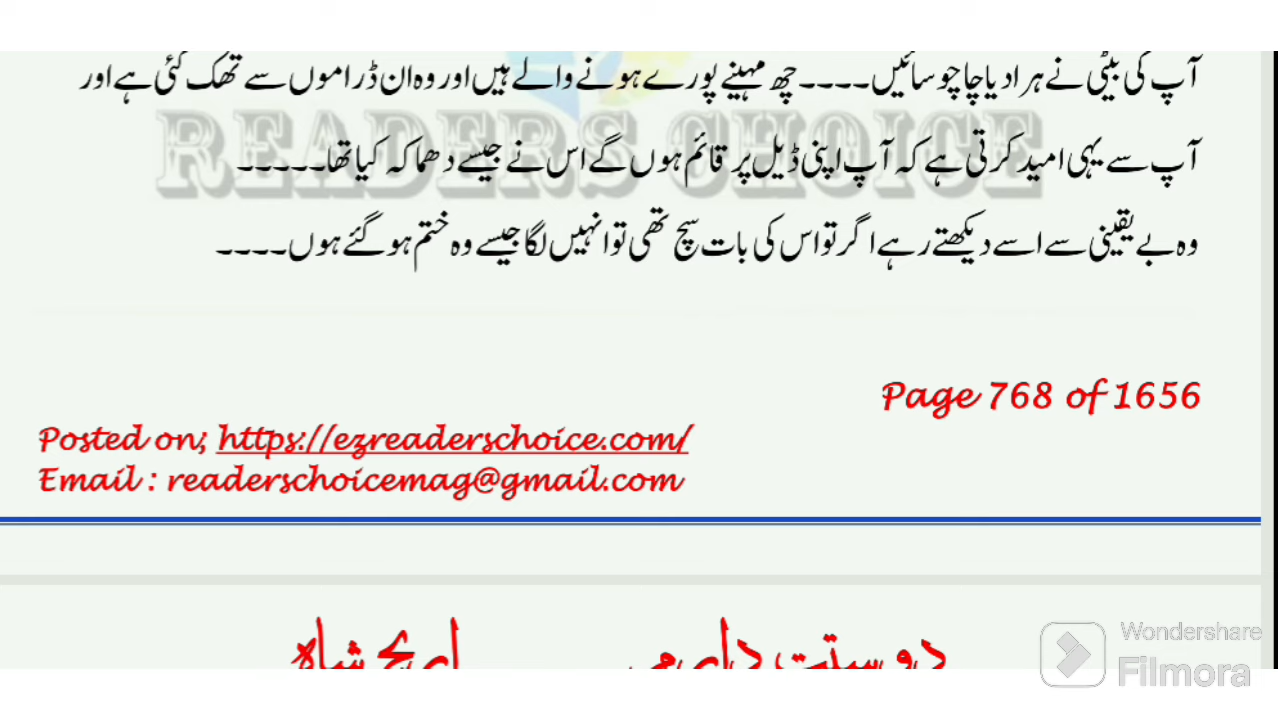 آپ کی بیٹی نے ہرا دیا چاچو سائیں۔۔۔۔ چھ مہینے پورے ہونے والے ہیں اور وہ ان ڈراموں سے تھک گئی ہے اور
READERS CHOICE
آپ سے یہی امید کرتی ہے کہ آپ اپنی ڈیل پر قائم ہوں گے اس نے جیسے دھماکہ کیا تھا۔۔۔۔۔
وہ بے یقینی سے اسے دیکھتے رہے اگر تو اس کی بات سچ تھی تو انہیں لگا جیسے وہ ختم ہو گئے ہوں۔۔۔۔
Page 768 of 1656
Posted on; https://ezreaderschoice.com/
Email : readerschoicemag@gmail.com
اریج شاہ
Wondershare
Filmora